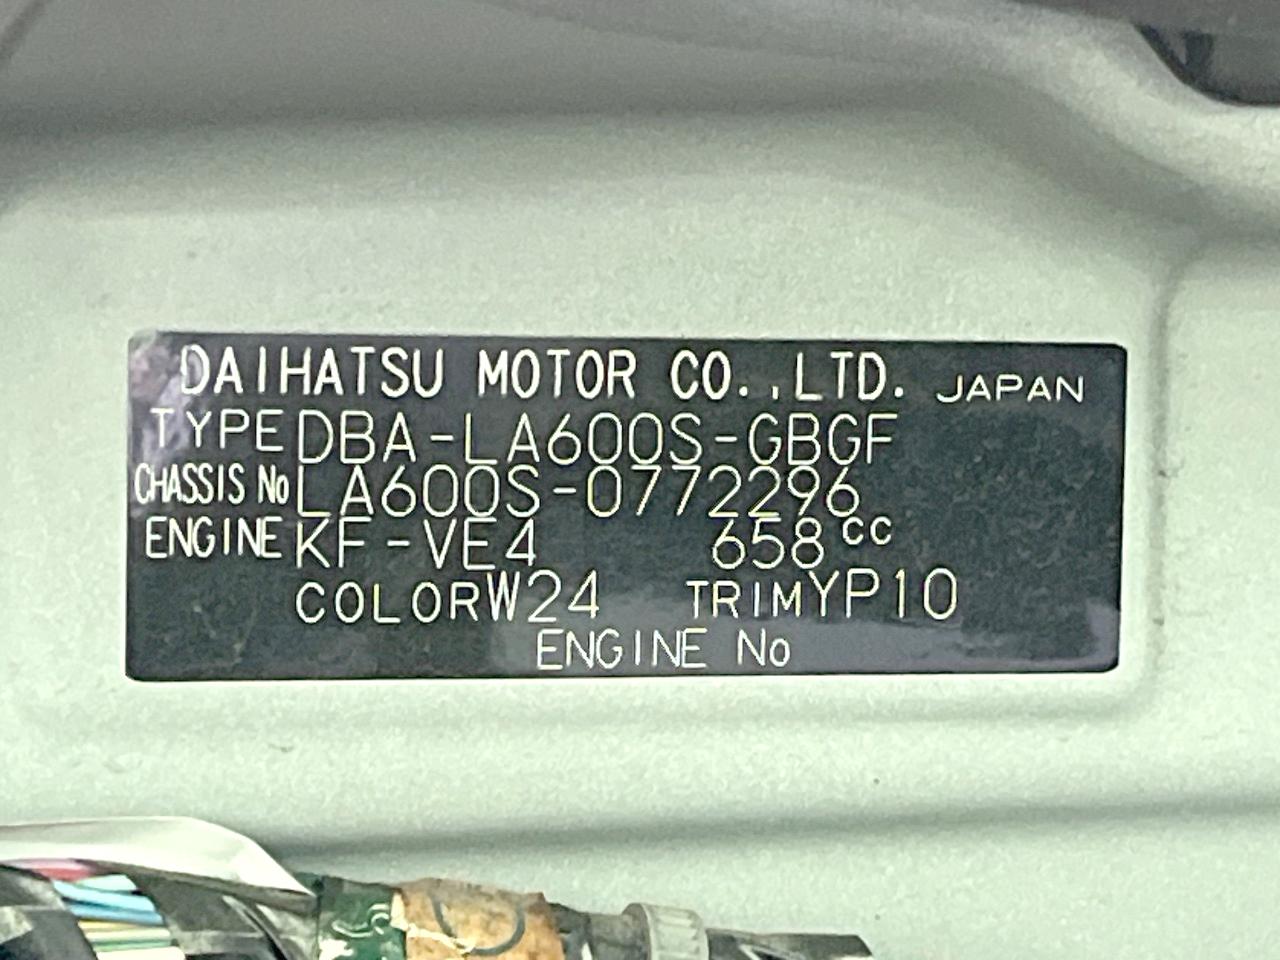 DAIHATSU MOTOR CO.,LTD. JAPAN
TYPE DBA-LA600S-GBGF
CHASSIS No LA600S-0772296
ENGINE KF-VE4 658cc
COLOR W24 TRIM YP10
ENGINE No